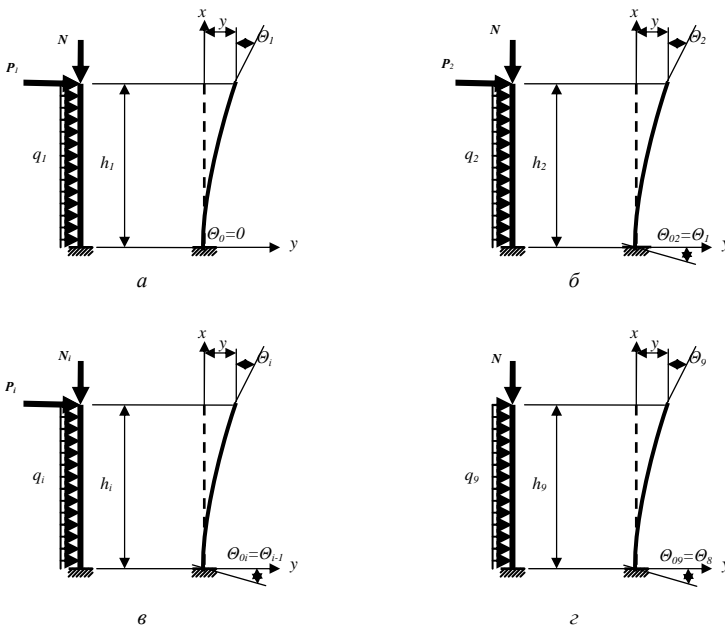 x
y
Θ₁
N
P₁
q₁
h₁
Θ₀=0
y
а
x
y
Θ₂
N
P₂
q₂
h₂
Θ₀₂=Θ₁
y
б
x
y
Θᵢ
Nᵢ
Pᵢ
qᵢ
hᵢ
Θ₀ᵢ=Θᵢ₋₁
y
в
x
y
Θ₉
N
q₉
h₉
Θ₀₉=Θ₈
y
г